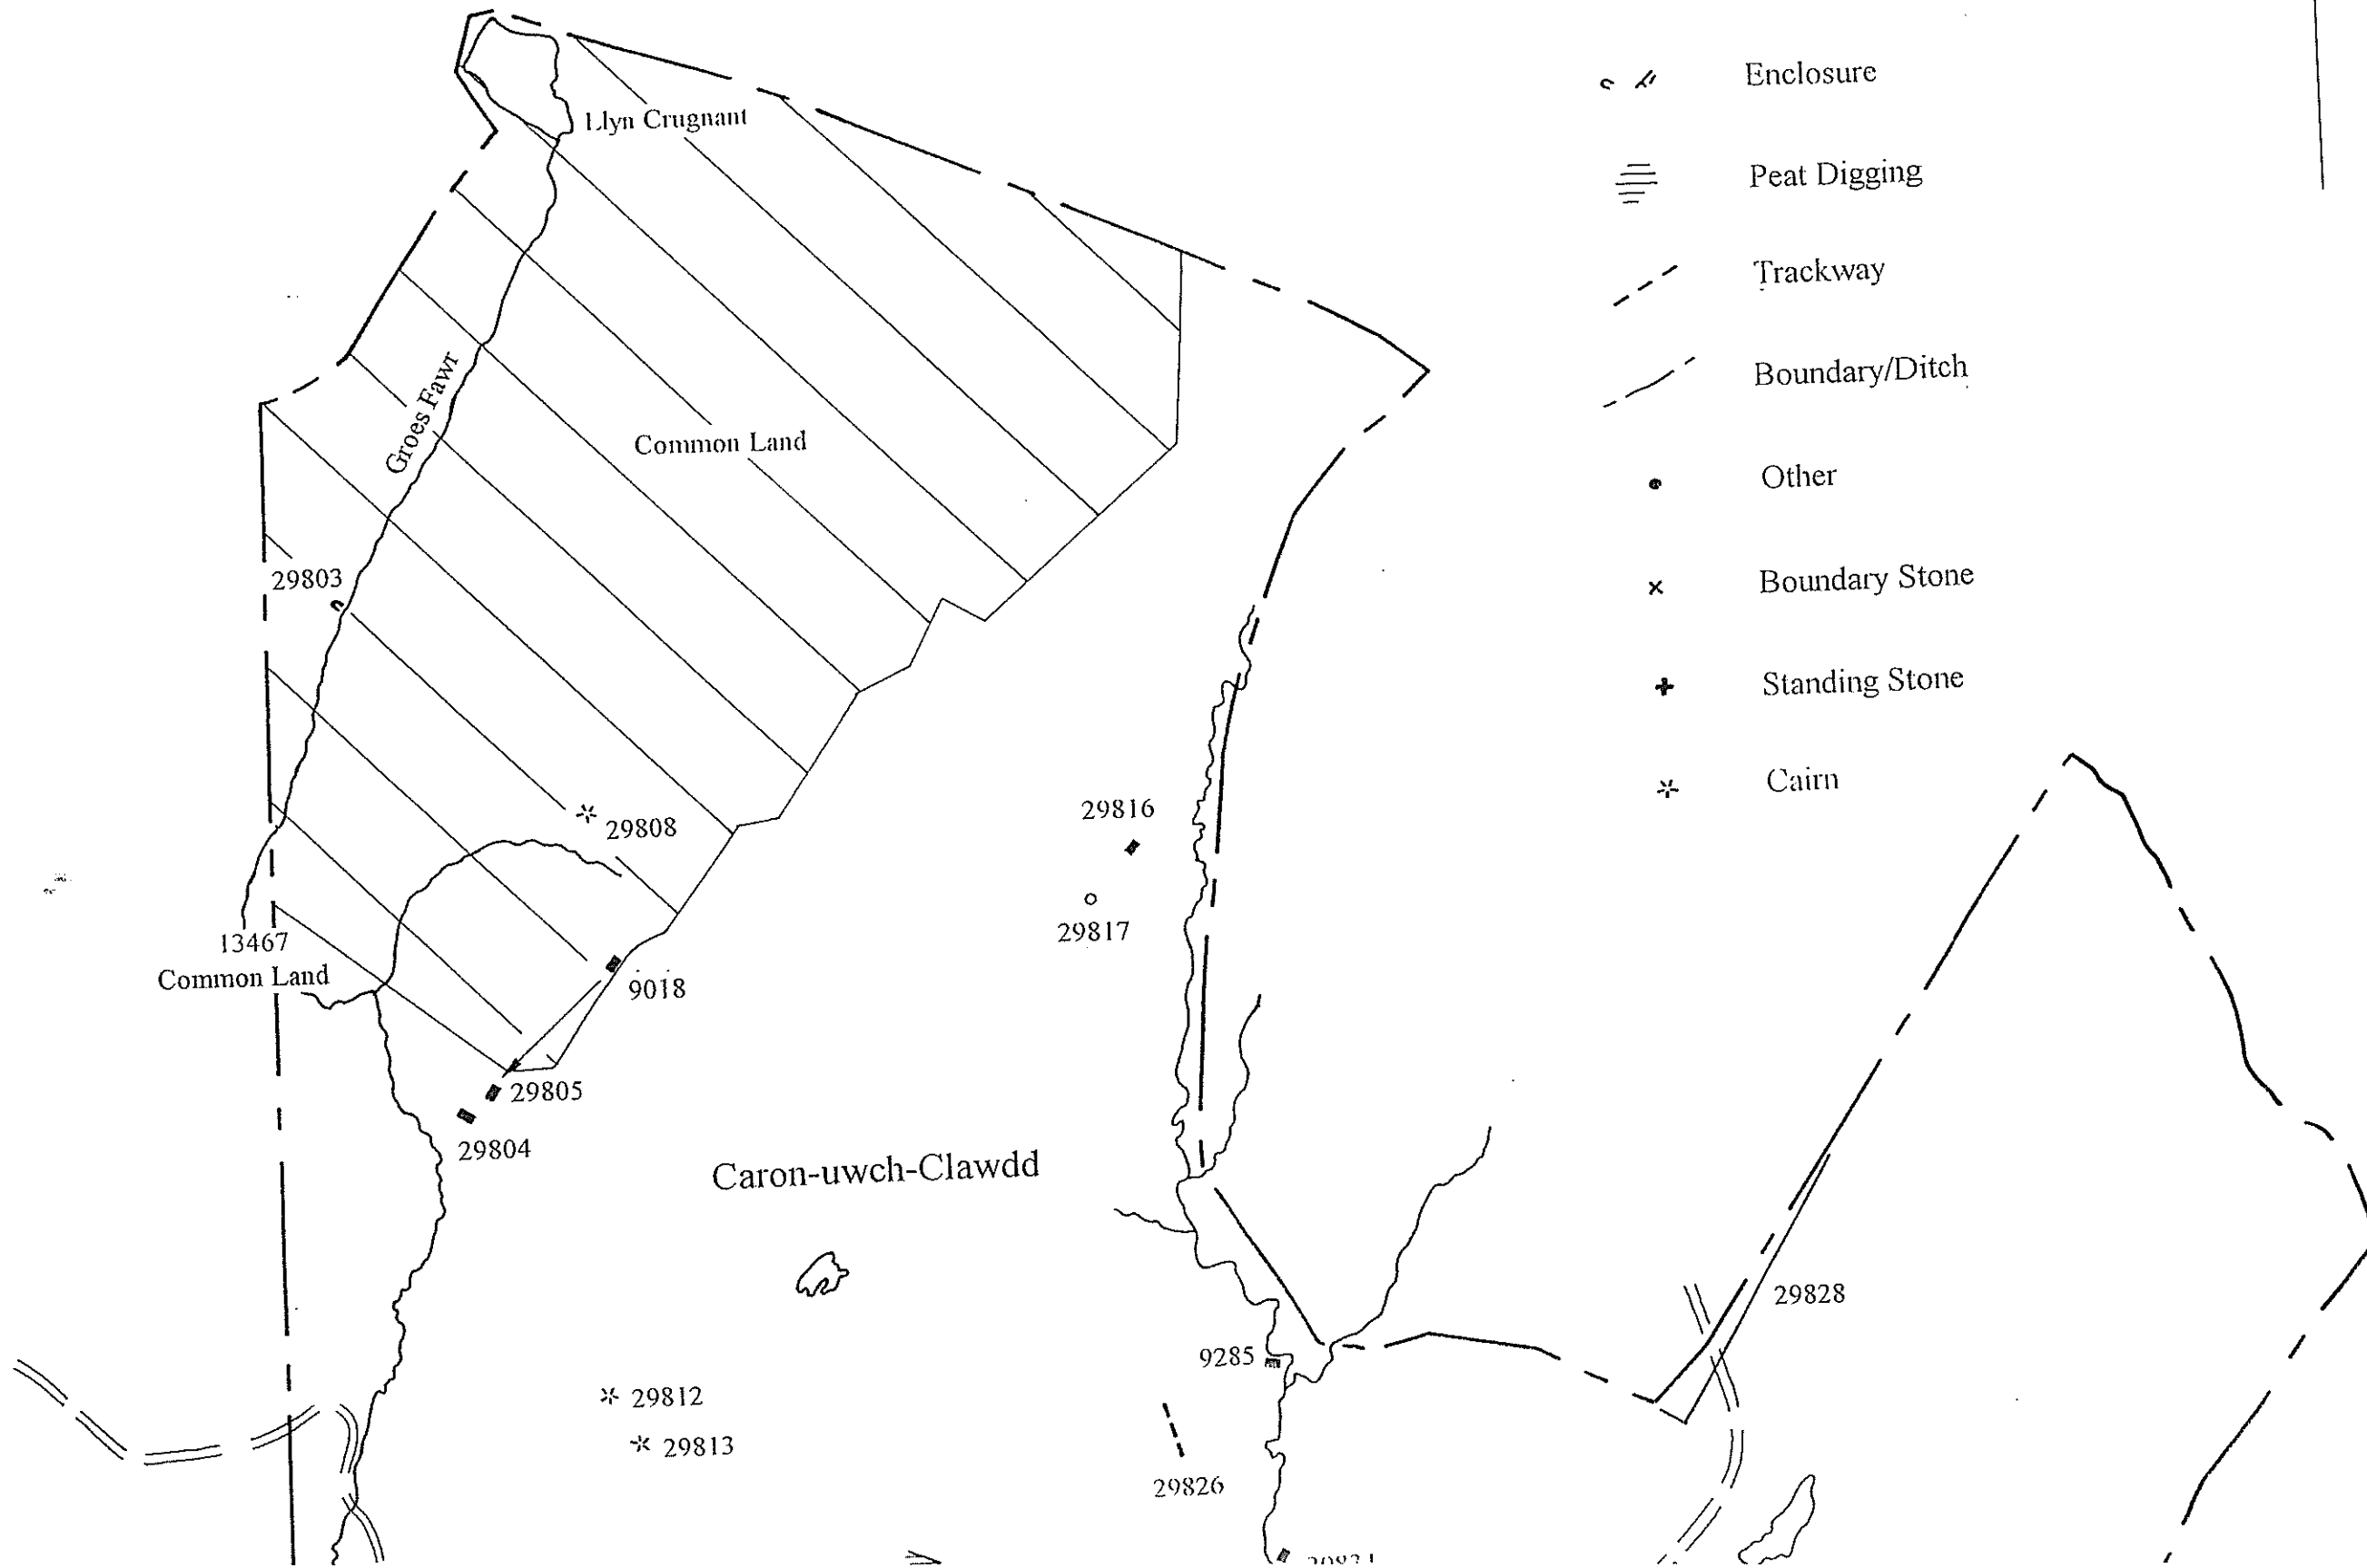 Enclosure
Peat Digging
Trackway
Boundary/Ditch
Other
Boundary Stone
Standing Stone
Cairn
Llyn Crugnant
Groes Fawr
Common Land
29803
29808
29816
29817
13467
Common Land
9018
29805
29804
Caron-uwch-Clawdd
29828
9285
29812
29813
29826